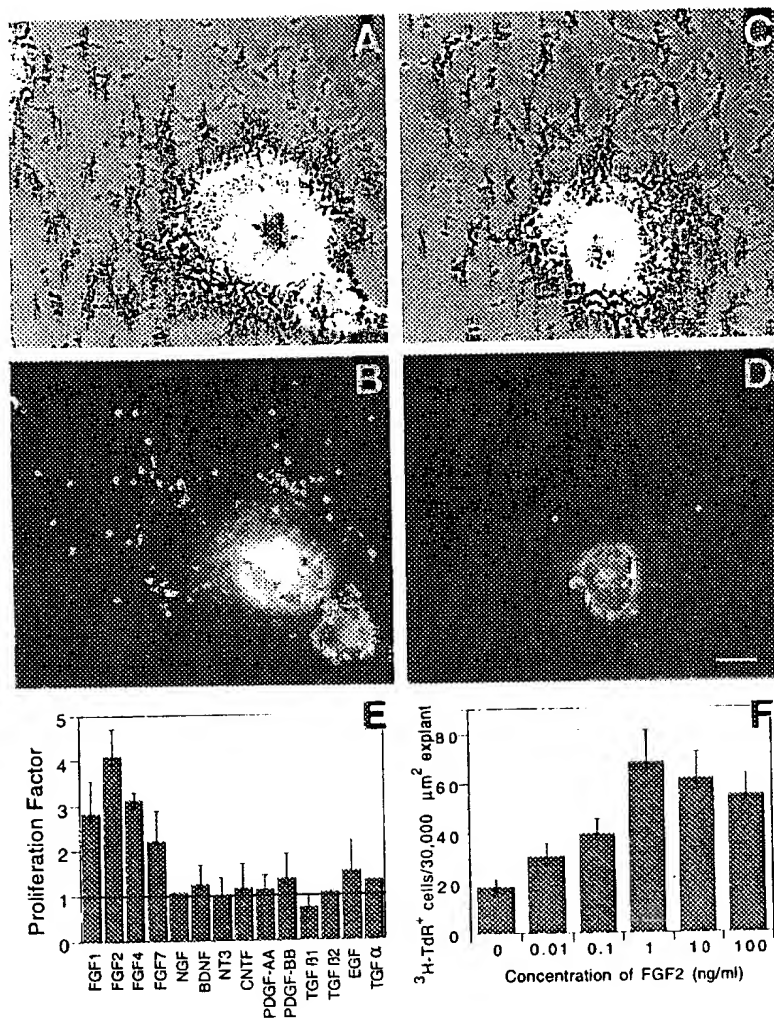 A
C
B
D
E
5
4
3
2
1
0
Proliferation Factor
FGF1
FGF2
FGF4
FGF7
NGF
BDNF
NT3
CNTF
PDGF-AA
PDGF-BB
TGF β1
TGF β2
EGF
TGF α
F
80
60
40
20
0
³H-TdR⁺ cells/30,000 μm² explant
0 0.01 0.1 1 10 100
Concentration of FGF2 (ng/ml)